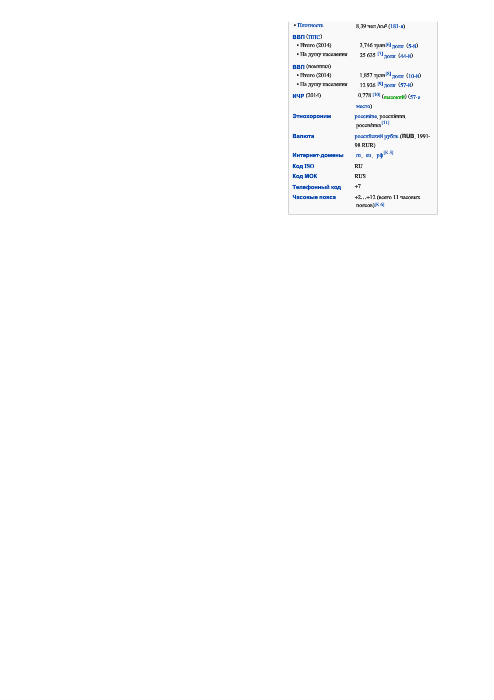 • Плотность 8,39 чел./км² (181-я)
ВВП (ППС)
• Итого (2014) 3,746 трлн[8] долл. (5-й)
• На душу населения 25 635 [7] долл. (44-й)
ВВП (номинал)
• Итого (2014) 1,857 трлн[8] долл. (10-й)
• На душу населения 12 926 [9] долл. (57-й)
ИЧР (2014) 0,778 [10] (высокий) (57-е
место)
Этнохороним россияне, россиянин,
россиянка[11]
Валюта российский рубль (RUB, 1991-
98 RUR)
Интернет-домены .ru, .su, .рф[К 5]
Код ISO RU
Код МОК RUS
Телефонный код +7
Часовые пояса +2…+12 (всего 11 часовых
поясов)[К 6]